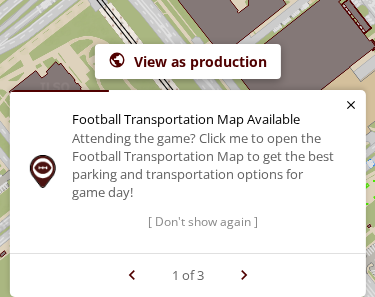 View as production
Football Transportation Map Available
Attending the game? Click me to open the
Football Transportation Map to get the best
parking and transportation options for
game day!
[ Don't show again ]
1 of 3